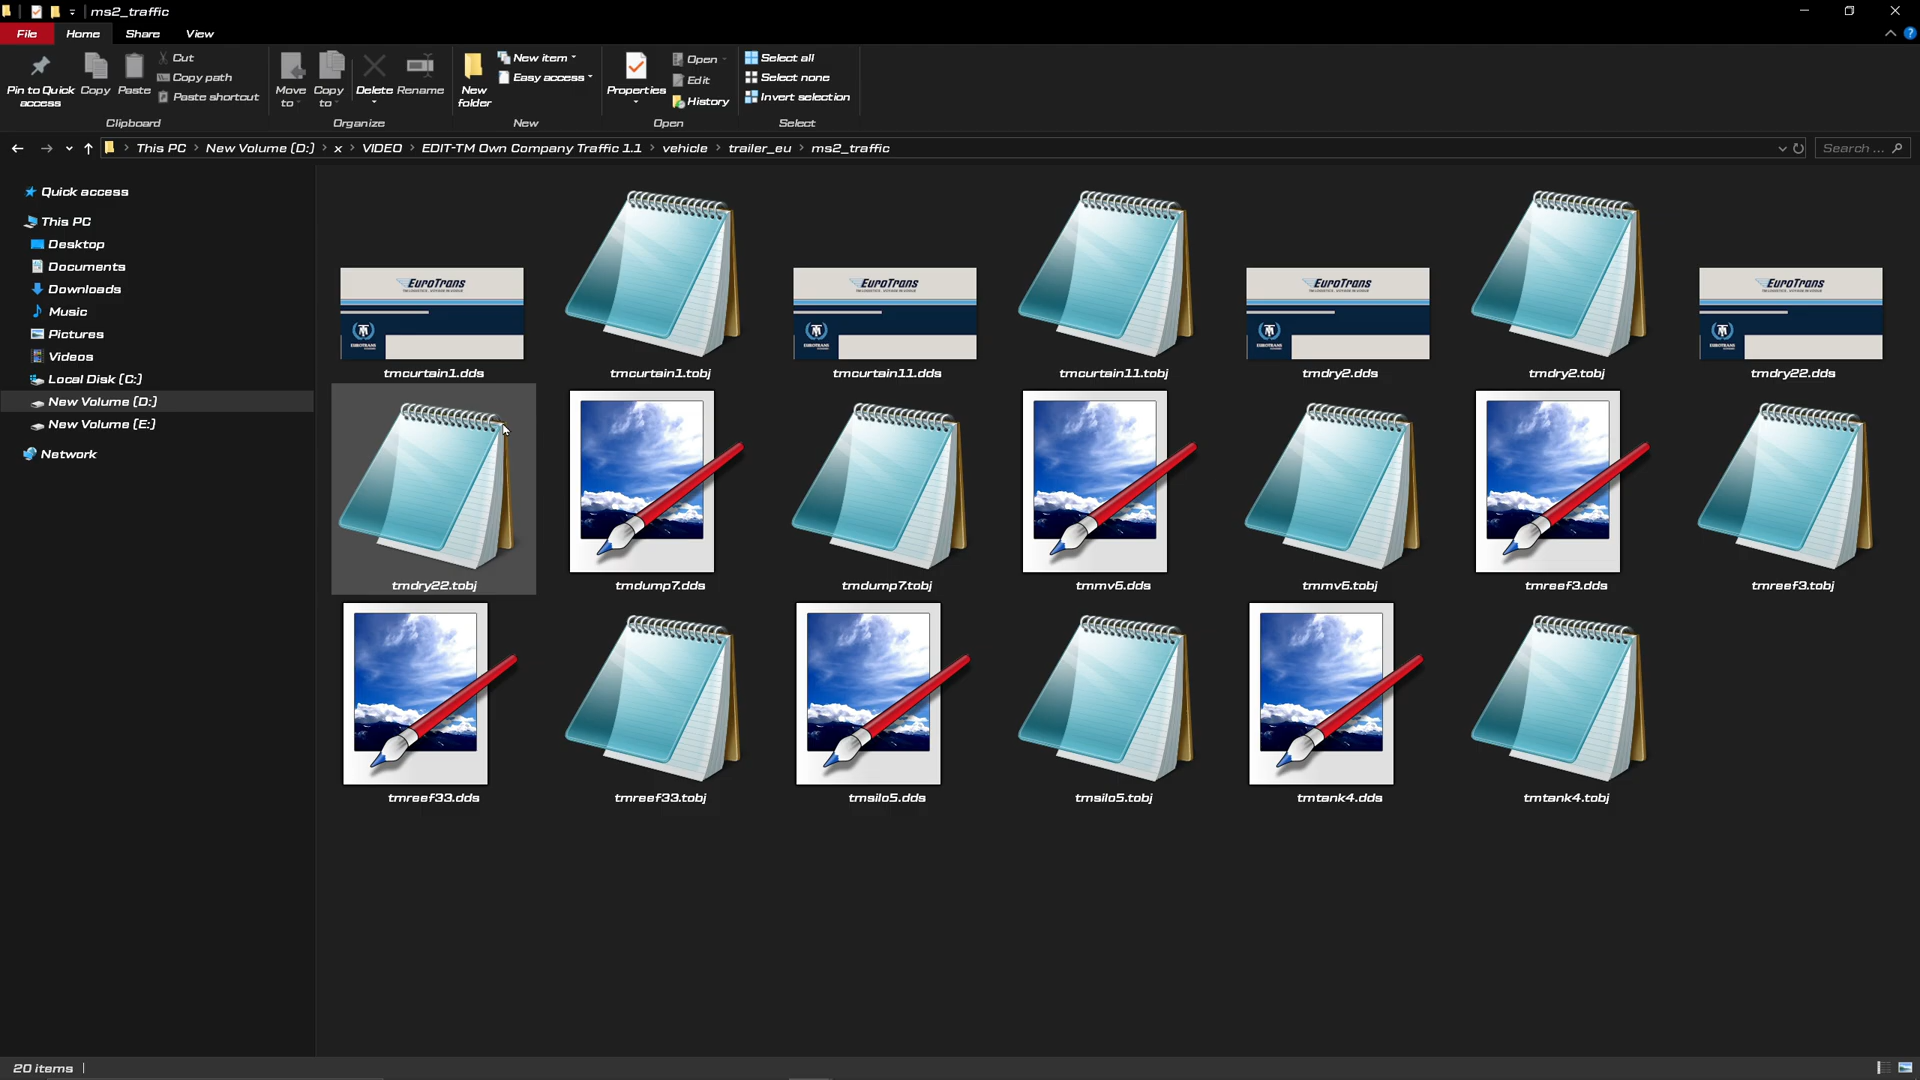 ms2_traffic
File
Home
Share
View
Pin to Quick
access
Copy
Paste
Cut
Copy path
Paste shortcut
Clipboard
Move
to
Copy
to
Delete
Rename
Organize
New
folder
New item
Easy access
New
Properties
Open
Edit
History
Open
Select all
Select none
Invert selection
Select
This PC
New Volume (D:)
x
VIDEO
EDIT-TM Own Company Traffic 1.1
vehicle
trailer_eu
ms2_traffic
Search ...
Quick access
This PC
Desktop
Documents
Downloads
Music
Pictures
Videos
Local Disk (C:)
New Volume (D:)
New Volume (E:)
Network
EuroTrans
EuroTrans
EuroTrans
EuroTrans
tmcurtain1.dds
tmcurtain1.tobj
tmcurtain11.dds
tmcurtain11.tobj
tmdry2.dds
tmdry2.tobj
tmdry22.dds
tmdry22.tobj
tmdump7.dds
tmdump7.tobj
tmmv6.dds
tmmv6.tobj
tmreef3.dds
tmreef3.tobj
tmreef33.dds
tmreef33.tobj
tmsilo5.dds
tmsilo5.tobj
tmtank4.dds
tmtank4.tobj
20 items